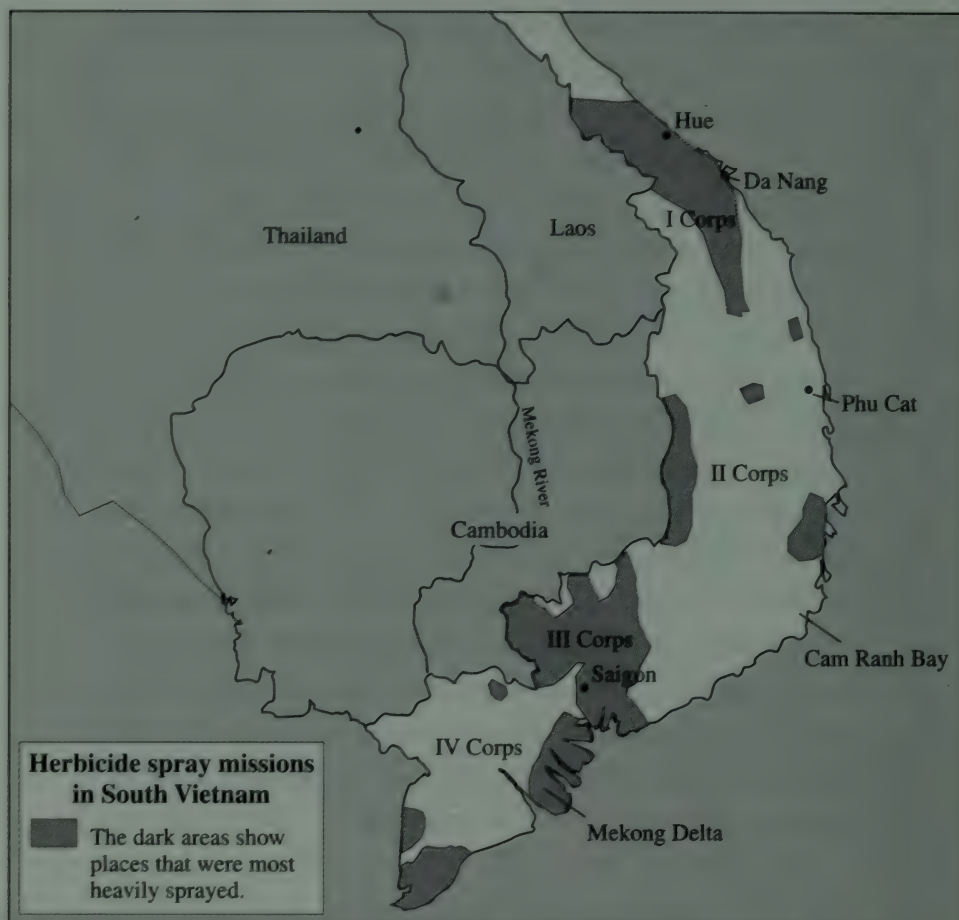 Hue
Da Nang
I Corps
Thailand
Laos
Phu Cat
Mekong River
II Corps
Cambodia
III Corps
Cam Ranh Bay
Saigon
IV Corps
Mekong Delta
Herbicide spray missions
in South Vietnam
The dark areas show
places that were most
heavily sprayed.